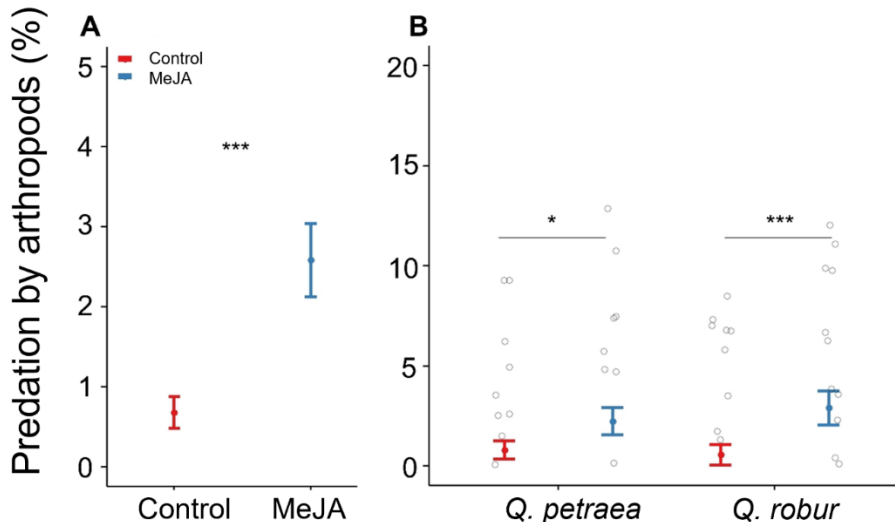 A
B
Predation by arthropods (%)
Control
MeJA
5
4
3
2
1
0
***
Control MeJA
20
15
10
5
0
*
***
Q. petraea Q. robur